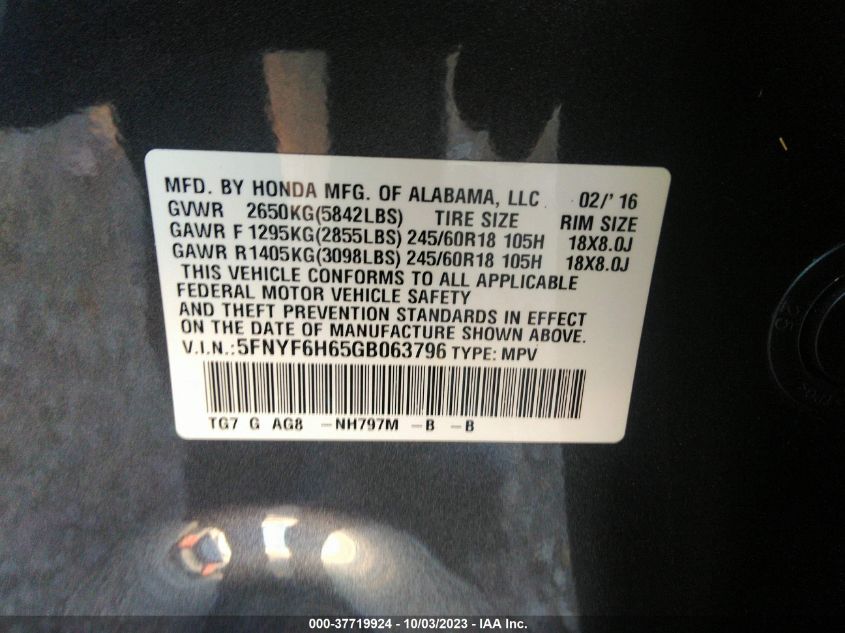 MFD. BY HONDA MFG. OF ALABAMA, LLC 02/' 16
GVWR 2650KG(5842LBS) TIRE SIZE RIM SIZE
GAWR F 1295KG(2855LBS) 245/60R18 105H 18X8.0J
GAWR R 1405KG(3098LBS) 245/60R18 105H 18X8.0J
THIS VEHICLE CONFORMS TO ALL APPLICABLE
FEDERAL MOTOR VEHICLE SAFETY
AND THEFT PREVENTION STANDARDS IN EFFECT
ON THE DATE OF MANUFACTURE SHOWN ABOVE.
V.I.N.:5FNYF6H65GB063796 TYPE: MPV
TG7 G AG8 -NH797M -B -B
000-37719924 - 10/03/2023 - IAA Inc.